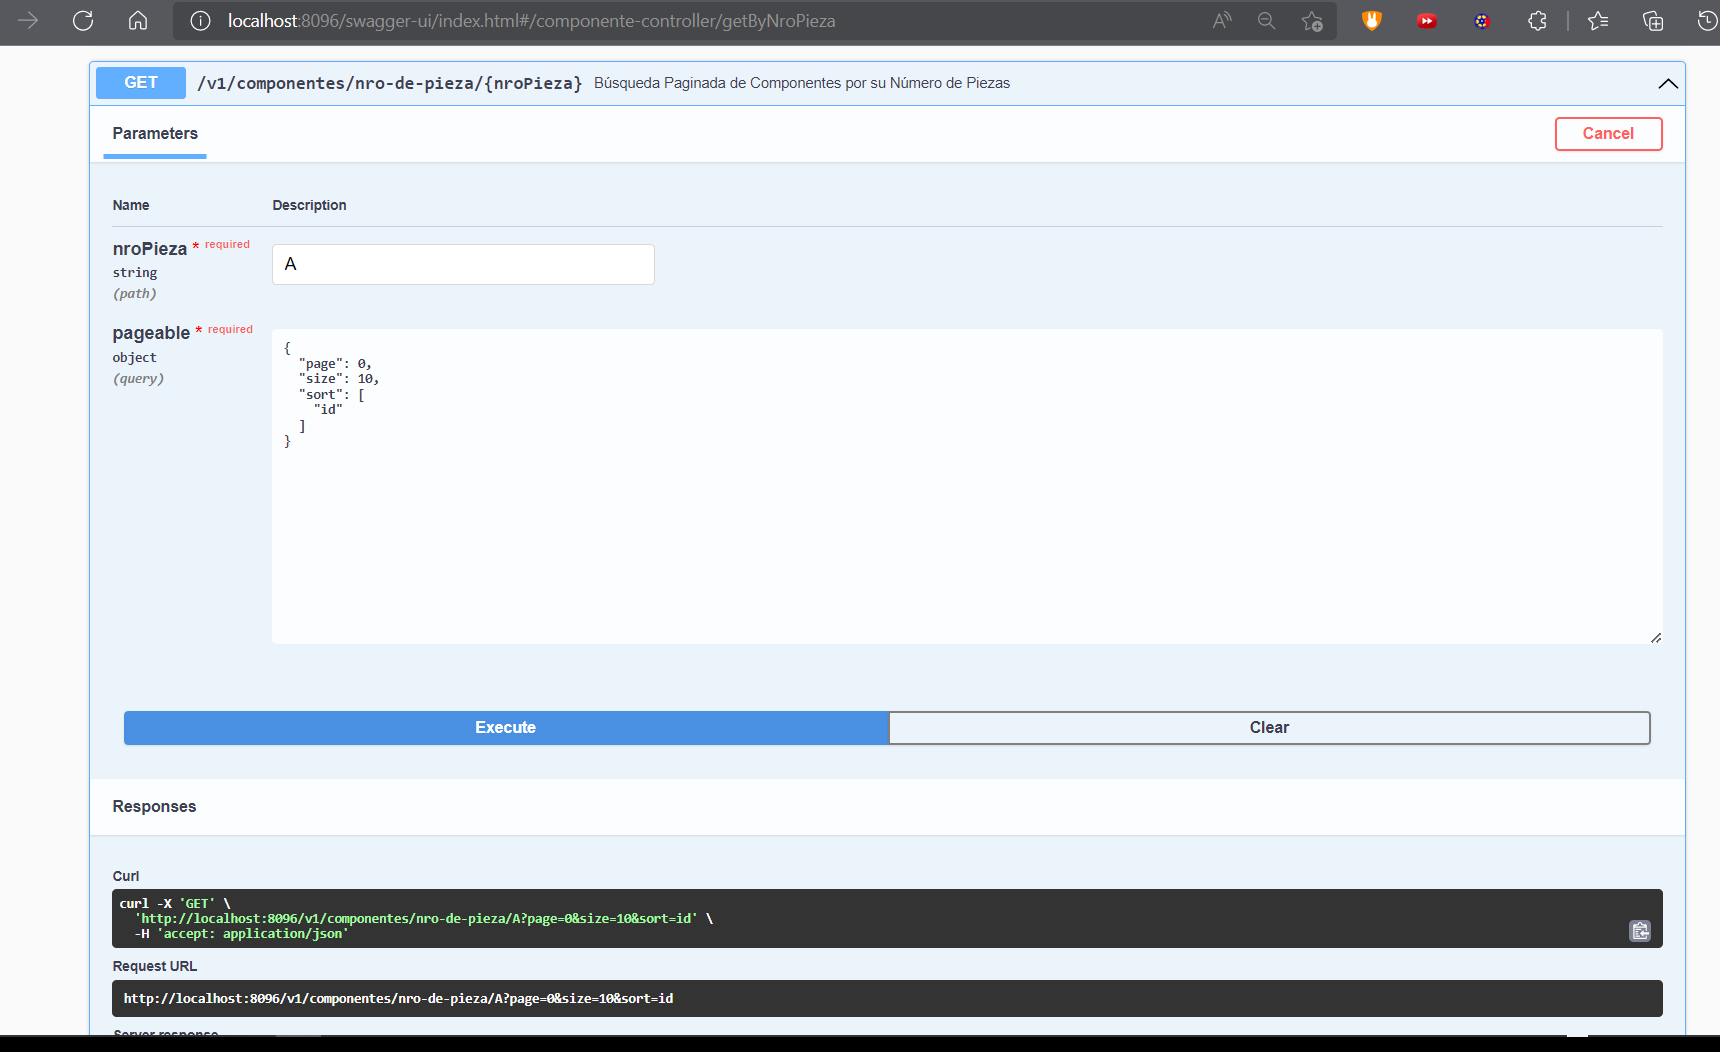 localhost:8096/swagger-ui/index.html#/componente-controller/getByNroPieza
GET /v1/componentes/nro-de-pieza/{nroPieza} Búsqueda Paginada de Componentes por su Número de Piezas
Parameters
Cancel
Name Description
nroPieza * required
string
(path)
A
pageable * required
object
(query)
{
  "page": 0,
  "size": 10,
  "sort": [
    "id"
  ]
}
Execute
Clear
Responses
Curl
curl -X 'GET' \
  'http://localhost:8096/v1/componentes/nro-de-pieza/A?page=0&size=10&sort=id' \
  -H 'accept: application/json'
Request URL
http://localhost:8096/v1/componentes/nro-de-pieza/A?page=0&size=10&sort=id
Server response